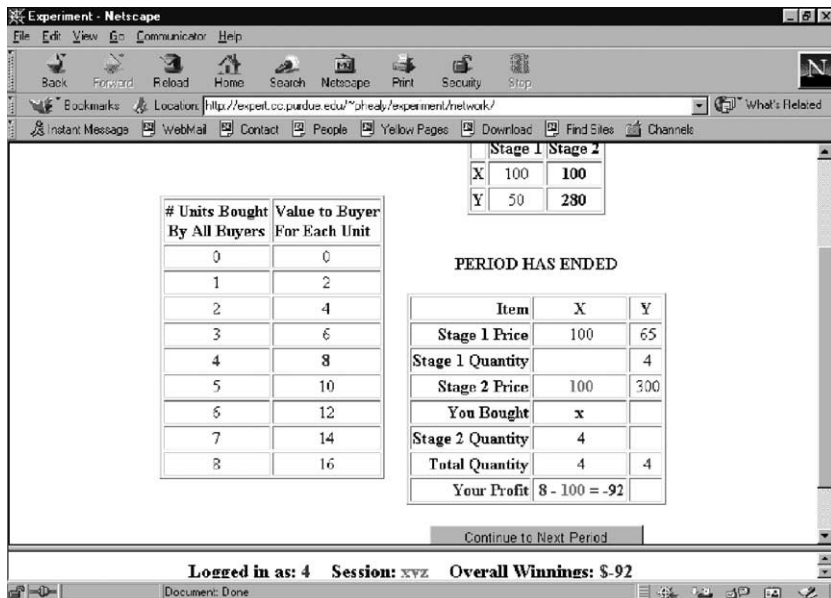 Experiment - Netscape
File Edit View Go Communicator Help
Back Forward Reload Home Search Netscape Print Security Stop
Bookmarks Location: http://expert.cc.purdue.edu/~phealy/experiment/network/ What's Related
Instant Message WebMail Contact People Yellow Pages Download Find Sites Channels
Stage 1 Stage 2
X 100 100
Y 50 280
# Units Bought By All Buyers Value to Buyer For Each Unit
0 0
1 2
2 4
3 6
4 8
5 10
6 12
7 14
8 16
PERIOD HAS ENDED
Item X Y
Stage 1 Price 100 65
Stage 1 Quantity 4
Stage 2 Price 100 300
You Bought x
Stage 2 Quantity 4
Total Quantity 4 4
Your Profit 8 - 100 = -92
Continue to Next Period
Logged in as: 4 Session: xyz Overall Winnings: $-92
Document: Done